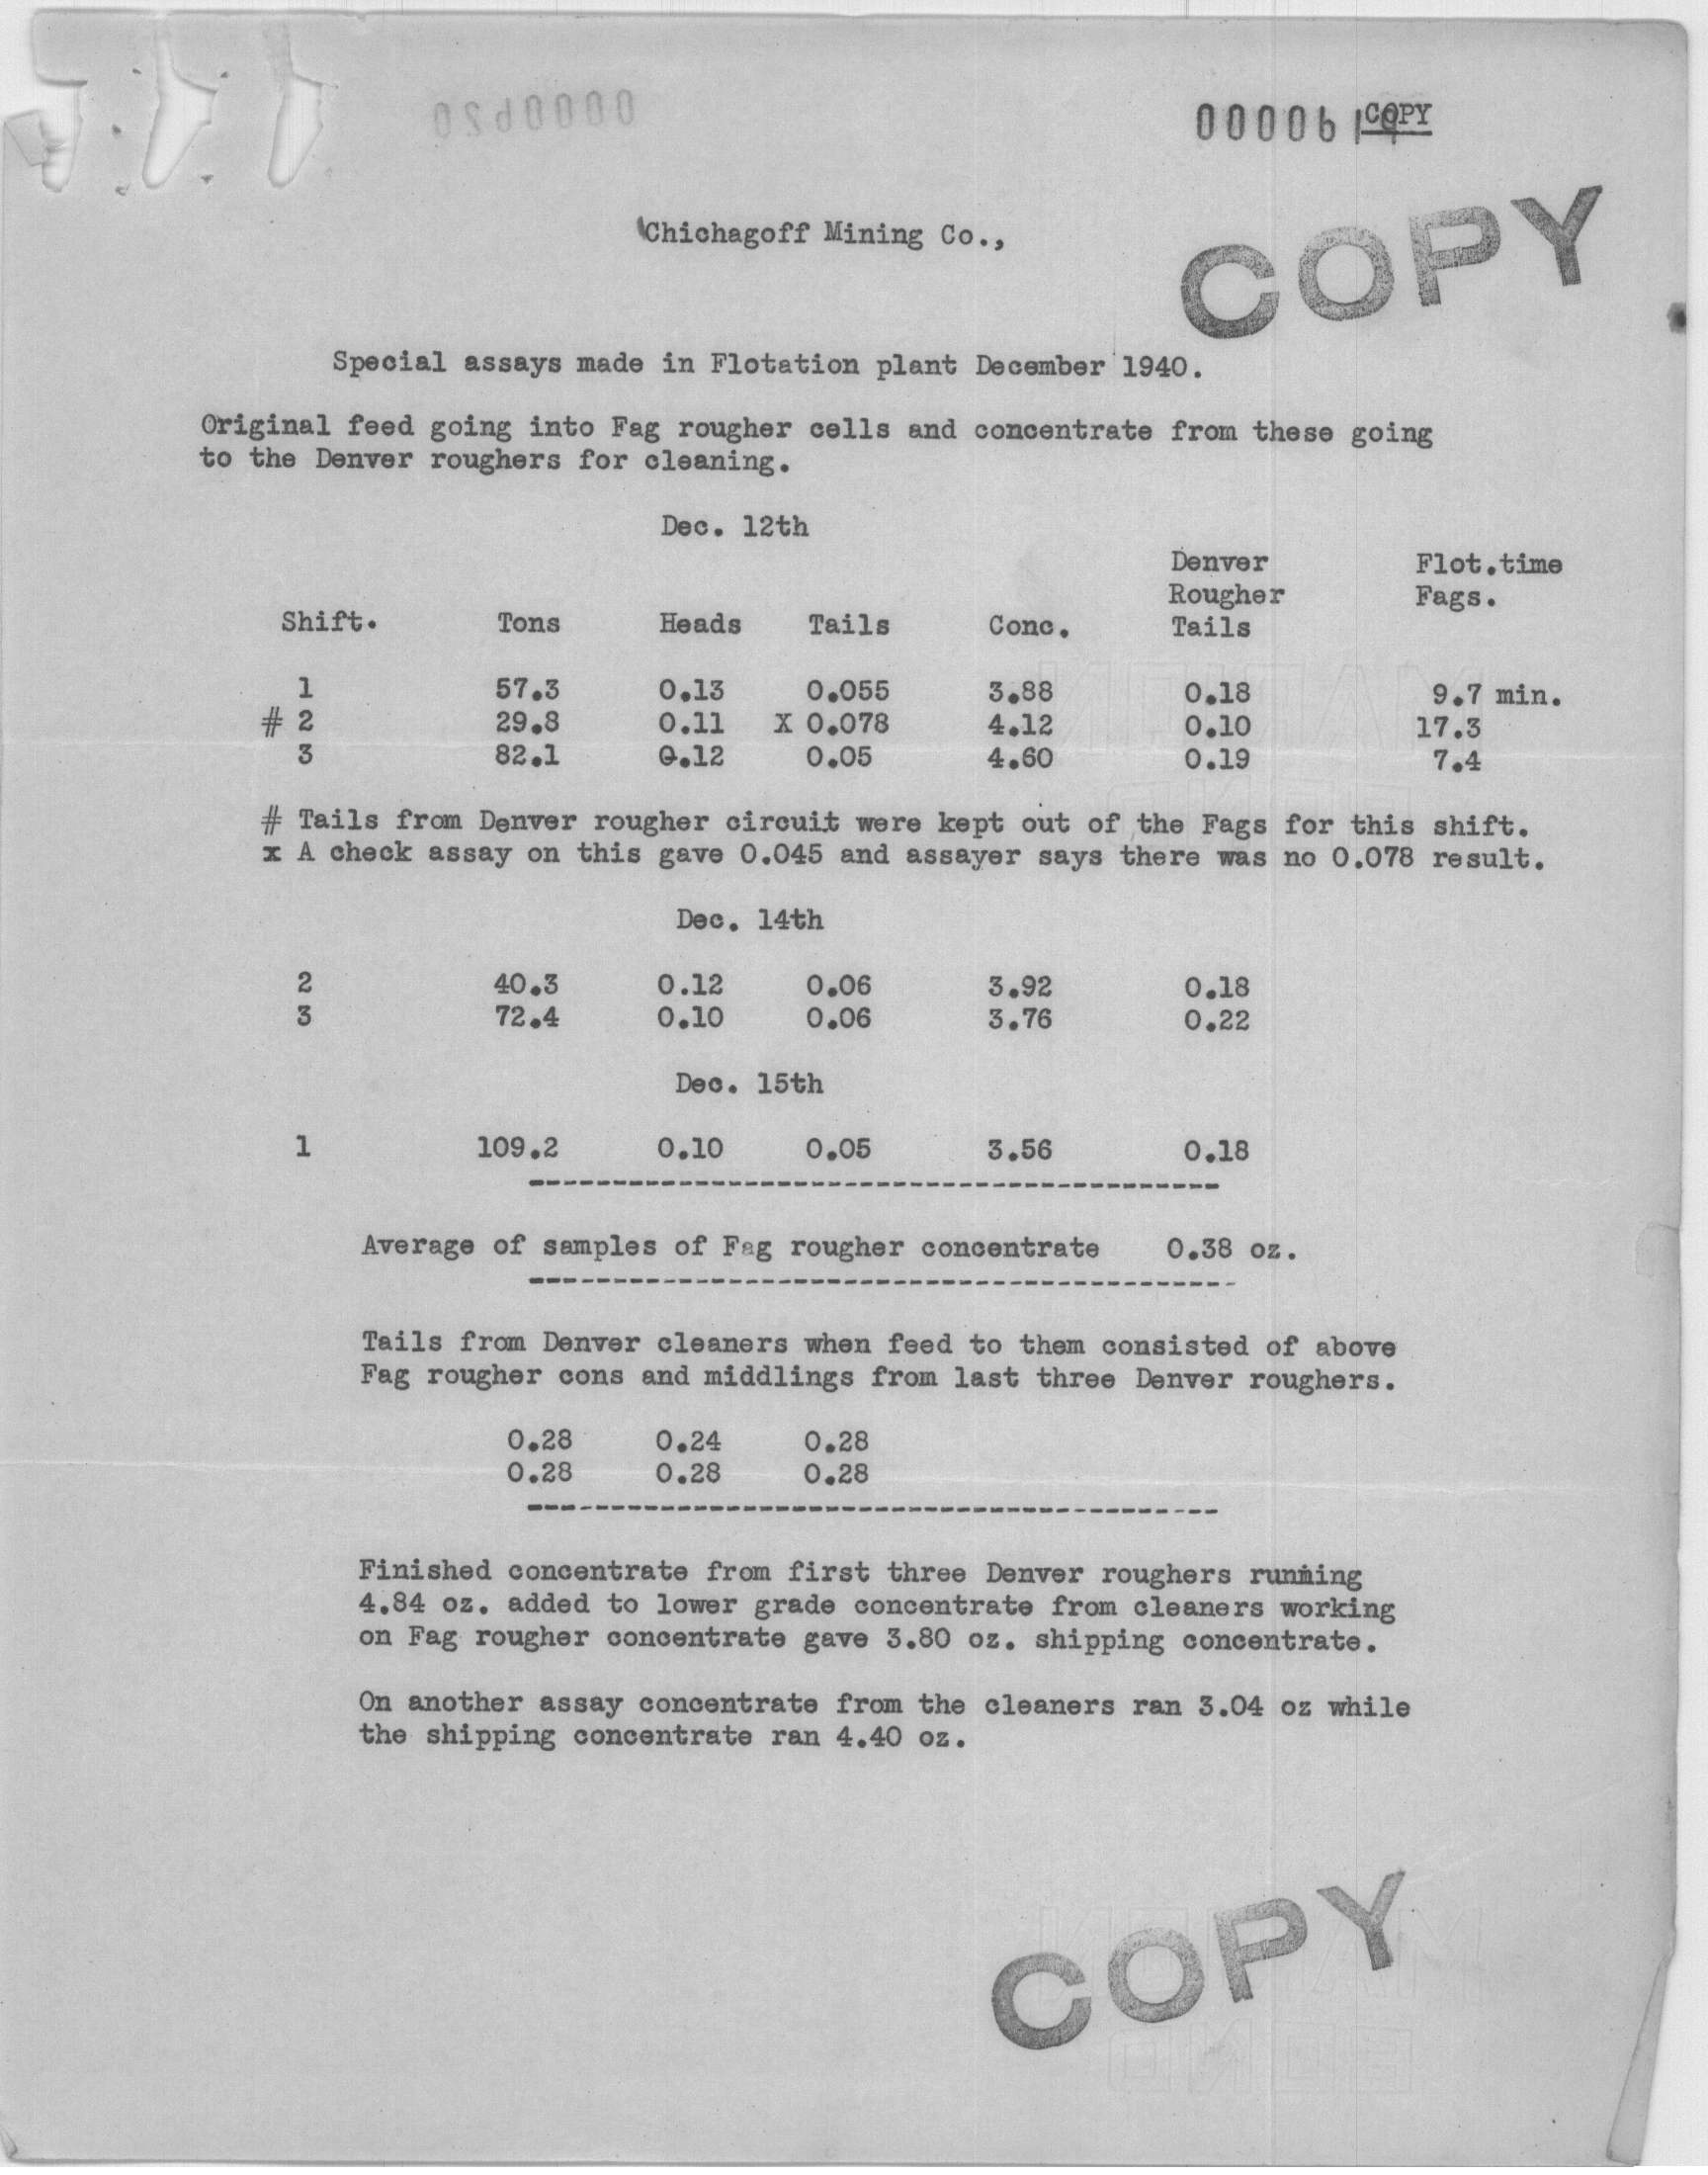 0000619 COPY
Chichagoff Mining Co.,
COPY
Special assays made in Flotation plant December 1940.
Original feed going into Fag rougher cells and concentrate from these going
to the Denver roughers for cleaning.
Dec. 12th
Denver Flot.time
Rougher Fags.
Shift. Tons Heads Tails Conc. Tails
1 57.3 0.13 0.055 3.88 0.18 9.7 min.
# 2 29.8 0.11 X 0.078 4.12 0.10 17.3
3 82.1 0.12 0.05 4.60 0.19 7.4
# Tails from Denver rougher circuit were kept out of the Fags for this shift.
x A check assay on this gave 0.045 and assayer says there was no 0.078 result.
Dec. 14th
2 40.3 0.12 0.06 3.92 0.18
3 72.4 0.10 0.06 3.76 0.22
Dec. 15th
1 109.2 0.10 0.05 3.56 0.18
Average of samples of Fag rougher concentrate 0.38 oz.
Tails from Denver cleaners when feed to them consisted of above
Fag rougher cons and middlings from last three Denver roughers.
0.28 0.24 0.28
0.28 0.28 0.28
Finished concentrate from first three Denver roughers running
4.84 oz. added to lower grade concentrate from cleaners working
on Fag rougher concentrate gave 3.80 oz. shipping concentrate.
On another assay concentrate from the cleaners ran 3.04 oz while
the shipping concentrate ran 4.40 oz.
COPY